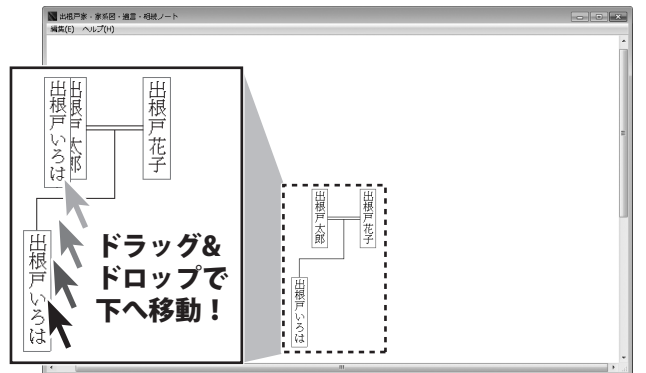 出根戸家・家系図・遺言・相続ノート
編集(E) ヘルプ(H)
出根戸いろは
出根戸太郎
出根戸花子
出根戸いろは
ドラッグ&
ドロップで
下へ移動！
出根戸太郎
出根戸花子
出根戸いろは